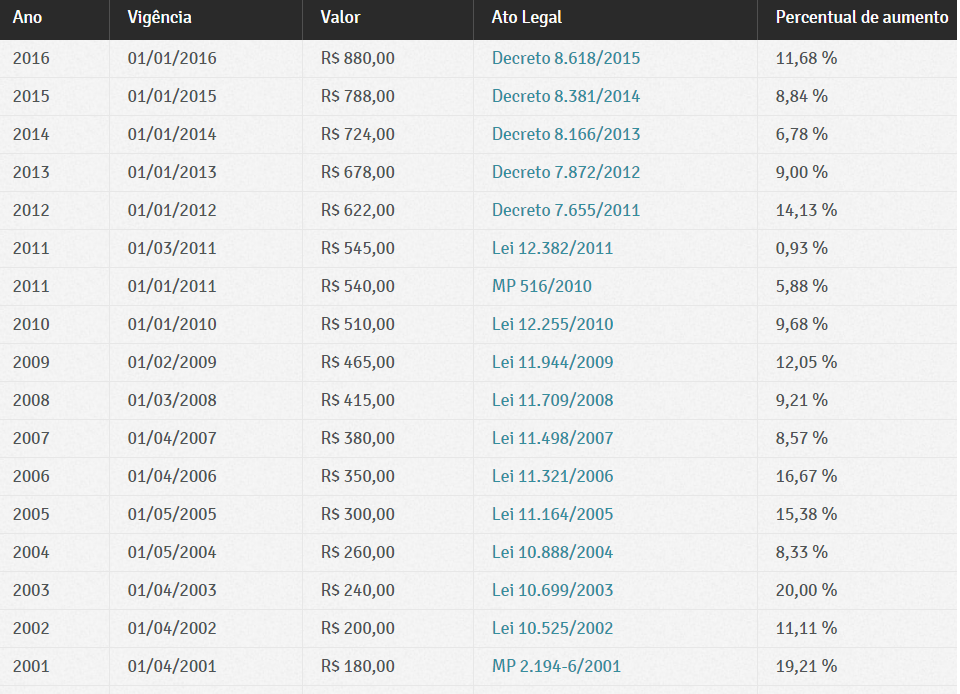 Ano Vigência Valor Ato Legal Percentual de aumento
2016 01/01/2016 R$ 880,00 Decreto 8.618/2015 11,68 %
2015 01/01/2015 R$ 788,00 Decreto 8.381/2014 8,84 %
2014 01/01/2014 R$ 724,00 Decreto 8.166/2013 6,78 %
2013 01/01/2013 R$ 678,00 Decreto 7.872/2012 9,00 %
2012 01/01/2012 R$ 622,00 Decreto 7.655/2011 14,13 %
2011 01/03/2011 R$ 545,00 Lei 12.382/2011 0,93 %
2011 01/01/2011 R$ 540,00 MP 516/2010 5,88 %
2010 01/01/2010 R$ 510,00 Lei 12.255/2010 9,68 %
2009 01/02/2009 R$ 465,00 Lei 11.944/2009 12,05 %
2008 01/03/2008 R$ 415,00 Lei 11.709/2008 9,21 %
2007 01/04/2007 R$ 380,00 Lei 11.498/2007 8,57 %
2006 01/04/2006 R$ 350,00 Lei 11.321/2006 16,67 %
2005 01/05/2005 R$ 300,00 Lei 11.164/2005 15,38 %
2004 01/05/2004 R$ 260,00 Lei 10.888/2004 8,33 %
2003 01/04/2003 R$ 240,00 Lei 10.699/2003 20,00 %
2002 01/04/2002 R$ 200,00 Lei 10.525/2002 11,11 %
2001 01/04/2001 R$ 180,00 MP 2.194-6/2001 19,21 %